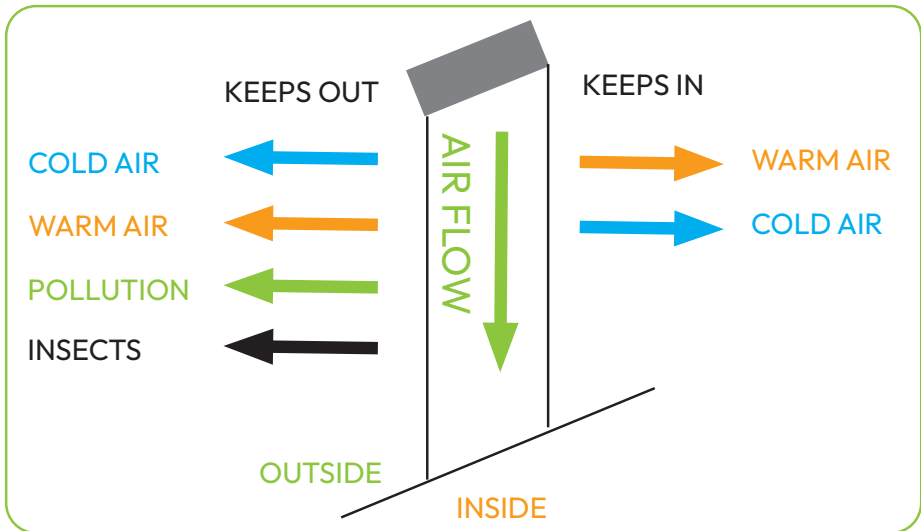 KEEPS OUT
KEEPS IN
COLD AIR
WARM AIR
POLLUTION
INSECTS
AIR FLOW
WARM AIR
COLD AIR
OUTSIDE
INSIDE